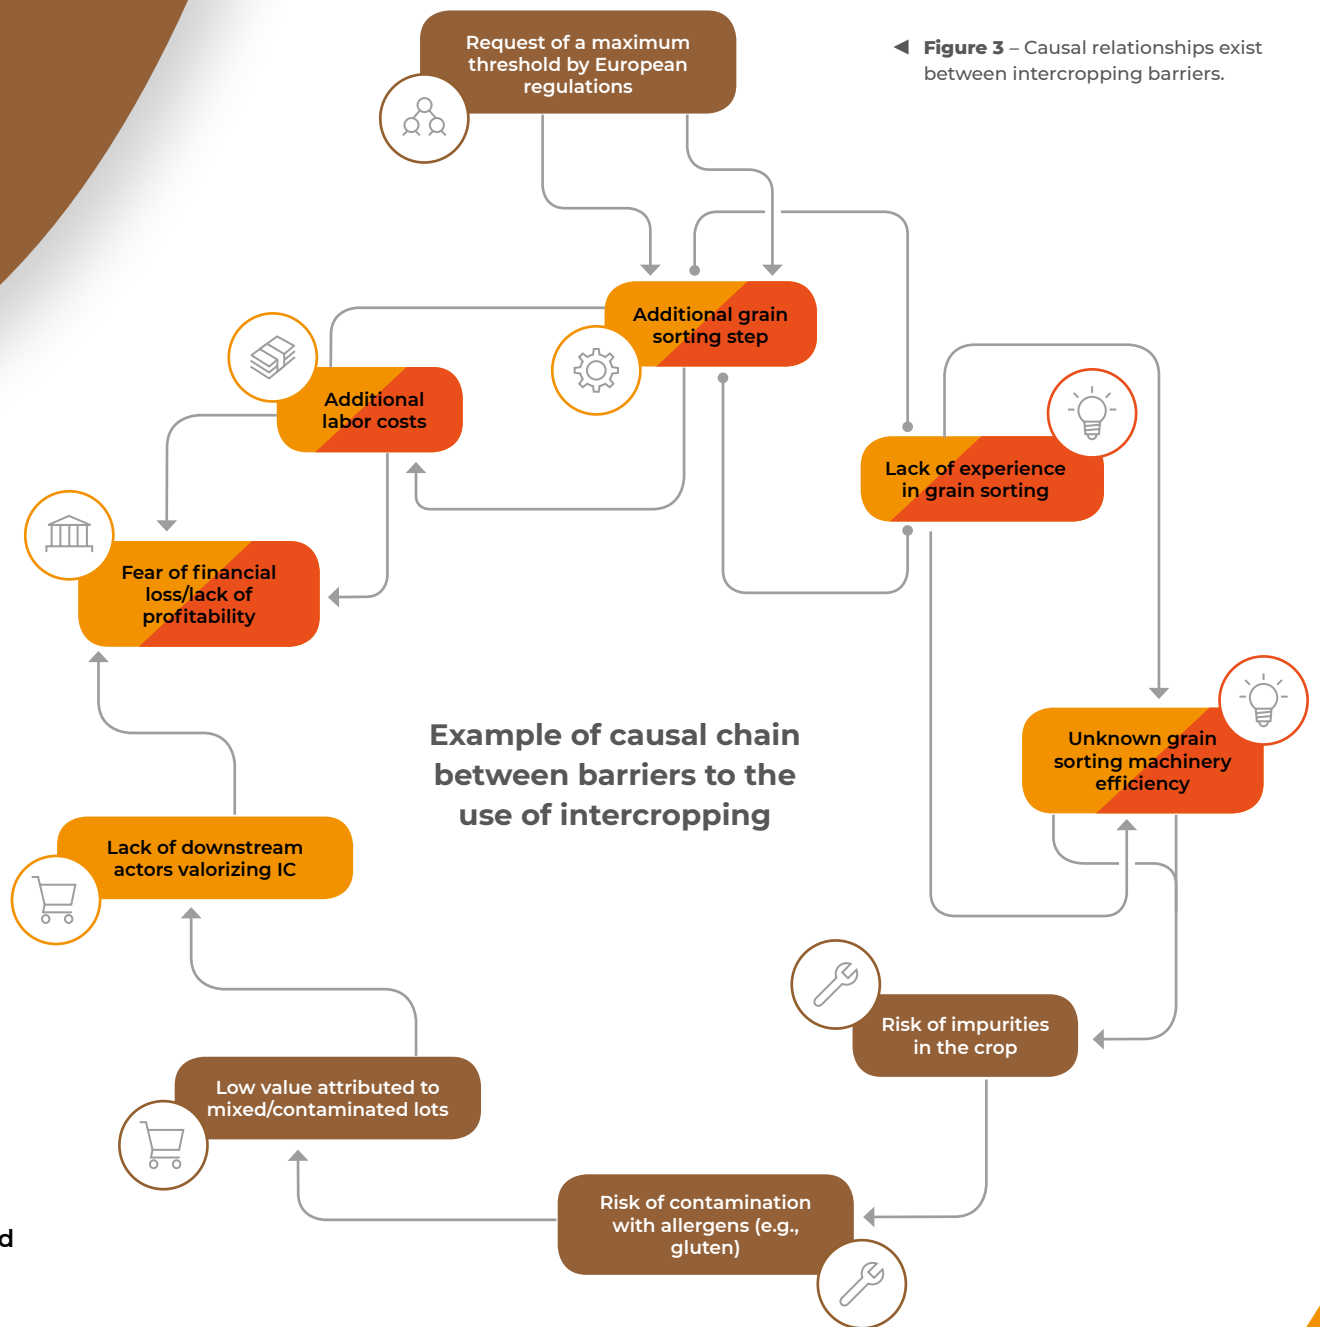 Request of a maximum
threshold by European
regulations
◀ Figure 3 – Causal relationships exist
between intercropping barriers.
Additional grain
sorting step
Additional
labor costs
Lack of experience
in grain sorting
Fear of financial
loss/lack of
profitability
Unknown grain
sorting machinery
efficiency
Example of causal chain
between barriers to the
use of intercropping
Lack of downstream
actors valorizing IC
Risk of impurities
in the crop
Low value attributed to
mixed/contaminated lots
Risk of contamination
with allergens (e.g.,
gluten)